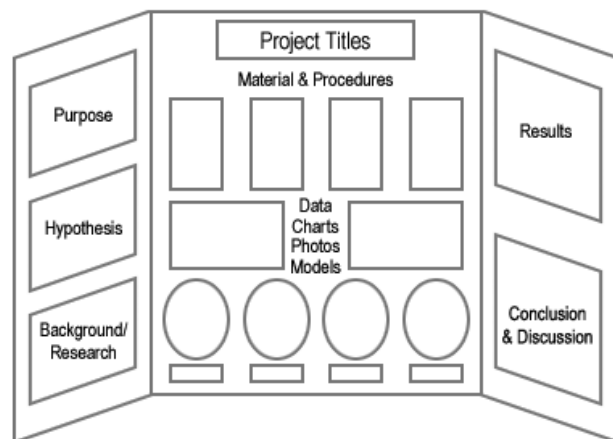 Project Titles
Material & Procedures
Purpose
Hypothesis
Background/
Research
Data
Charts
Photos
Models
Results
Conclusion
& Discussion